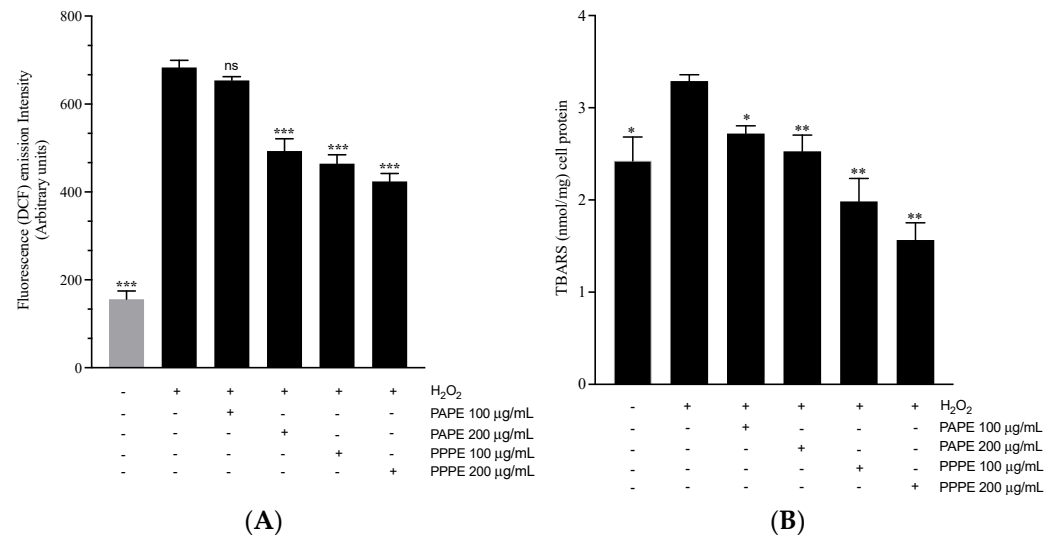 800
600
400
200
0
Fluorescence (DCF) emission Intensity
(Arbitrary units)
***
ns
***
***
***
- + + + + + H₂O₂
- - + - - - PAPE 100 μg/mL
- - - + - - PAPE 200 μg/mL
- - - - + - PPPE 100 μg/mL
- - - - - + PPPE 200 μg/mL
(A)
4
3
2
1
0
TBARS (nmol/mg) cell protein
*
*
**
**
**
- + + + + + H₂O₂
- - + - - - PAPE 100 μg/mL
- - - + - - PAPE 200 μg/mL
- - - - + - PPPE 100 μg/mL
- - - - - + PPPE 200 μg/mL
(B)